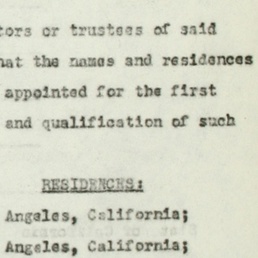 tors or trustees of said
hat the names and residences
appointed for the first
and qualification of such
RESIDENCES:
Angeles, California;
Angeles, California;